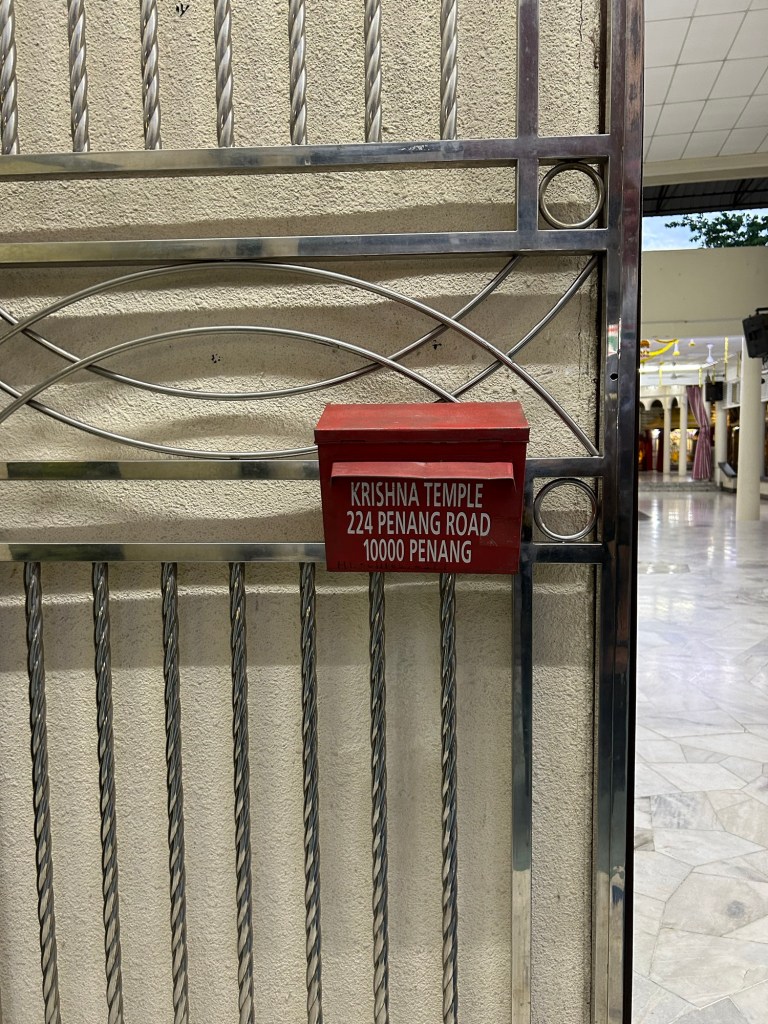 KRISHNA TEMPLE
224 PENANG ROAD
10000 PENANG